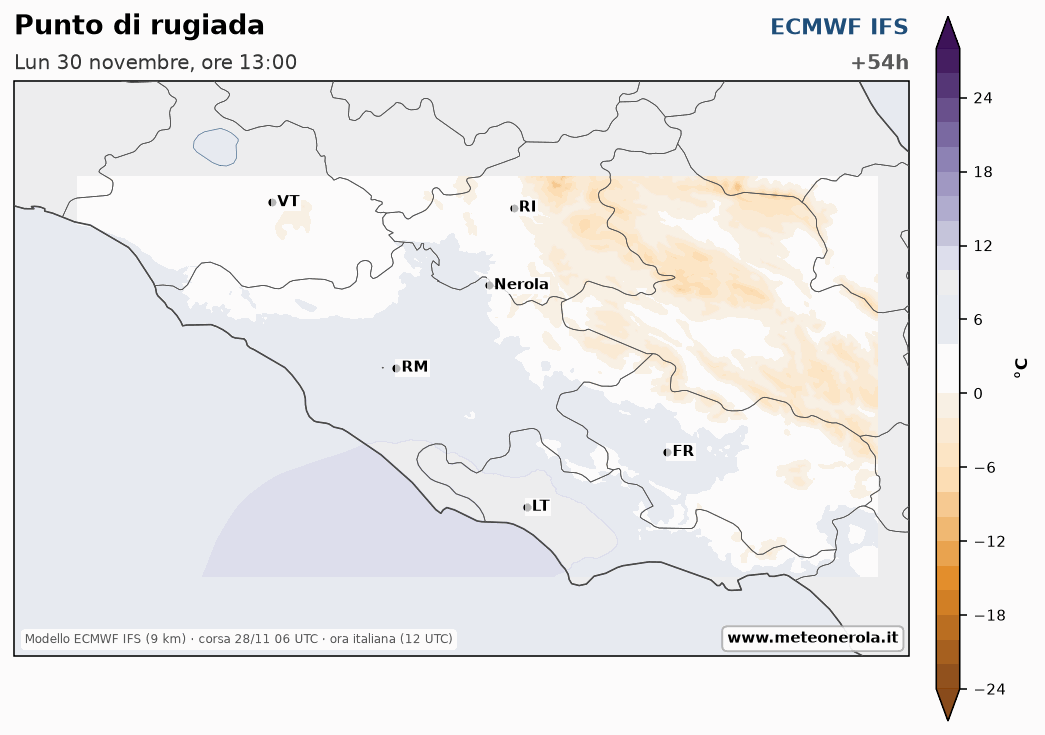 Punto di rugiada
ECMWF IFS
Lun 30 novembre, ore 13:00
+54h
VT
RI
Nerola
RM
FR
LT
24
18
12
6
0
−6
−12
−18
−24
°C
Modello ECMWF IFS (9 km) · corsa 28/11 06 UTC · ora italiana (12 UTC)
www.meteonerola.it